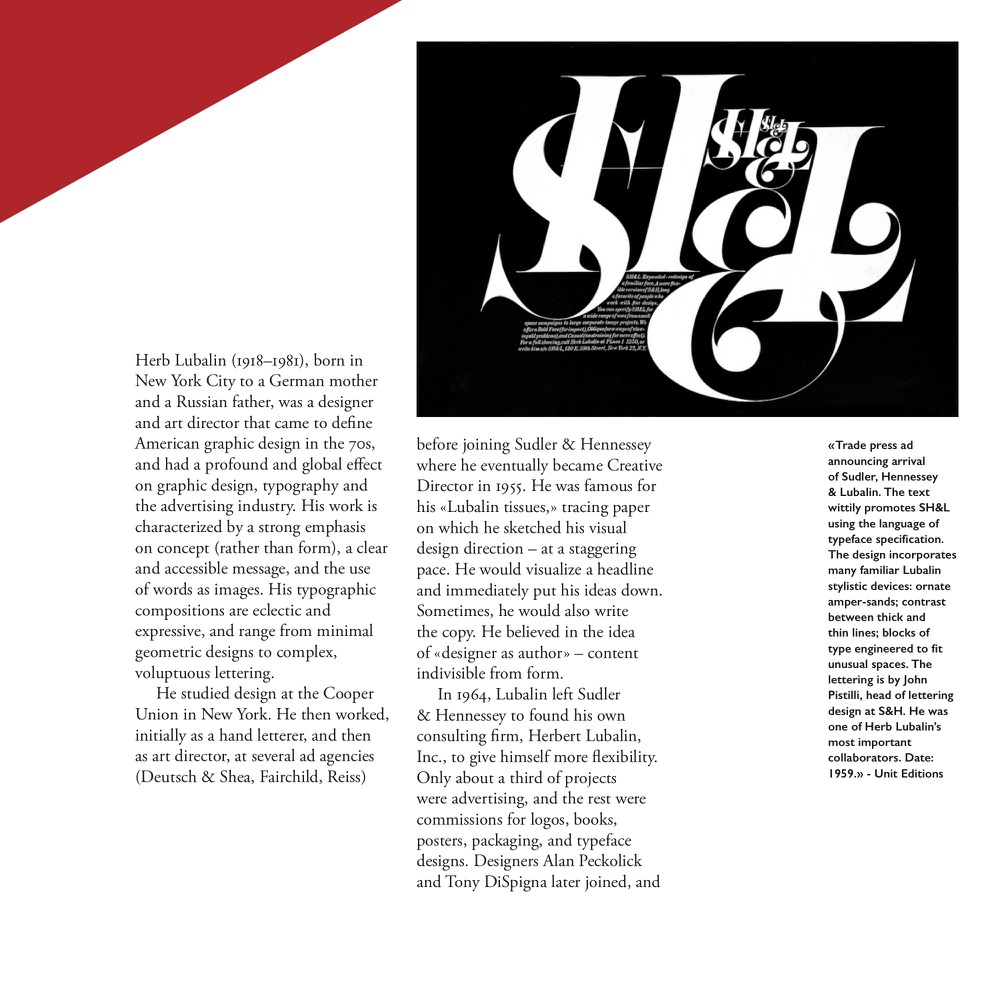 SH&L
SH&L
SH&L
SH&L Expanded–redesign of
a familiar face. A more flex-
ible version of S&H, long
a favorite of people who
work with fine design.
You can specify SH&L for
a wide range of uses from small
space campaigns to large corporate image projects. We
offer a Bold Face (for impact), Oblique (new ways of view-
ing old problems), and Casual (no straining for mere effect).
For a full showing, call Herb Lubalin at PLaza 1-1250, or
write him c/o SH&L, 130 E. 59th Street, New York 22, N.Y.
Herb Lubalin (1918–1981), born in
New York City to a German mother
and a Russian father, was a designer
and art director that came to define
American graphic design in the 70s,
and had a profound and global effect
on graphic design, typography and
the advertising industry. His work is
characterized by a strong emphasis
on concept (rather than form), a clear
and accessible message, and the use
of words as images. His typographic
compositions are eclectic and
expressive, and range from minimal
geometric designs to complex,
voluptuous lettering.
He studied design at the Cooper
Union in New York. He then worked,
initially as a hand letterer, and then
as art director, at several ad agencies
(Deutsch & Shea, Fairchild, Reiss)
before joining Sudler & Hennessey
where he eventually became Creative
Director in 1955. He was famous for
his «Lubalin tissues,» tracing paper
on which he sketched his visual
design direction – at a staggering
pace. He would visualize a headline
and immediately put his ideas down.
Sometimes, he would also write
the copy. He believed in the idea
of «designer as author» – content
indivisible from form.
In 1964, Lubalin left Sudler
& Hennessey to found his own
consulting firm, Herbert Lubalin,
Inc., to give himself more flexibility.
Only about a third of projects
were advertising, and the rest were
commissions for logos, books,
posters, packaging, and typeface
designs. Designers Alan Peckolick
and Tony DiSpigna later joined, and
«Trade press ad
announcing arrival
of Sudler, Hennessey
& Lubalin. The text
wittily promotes SH&L
using the language of
typeface specification.
The design incorporates
many familiar Lubalin
stylistic devices: ornate
amper-sands; contrast
between thick and
thin lines; blocks of
type engineered to fit
unusual spaces. The
lettering is by John
Pistilli, head of lettering
design at S&H. He was
one of Herb Lubalin's
most important
collaborators. Date:
1959.» - Unit Editions